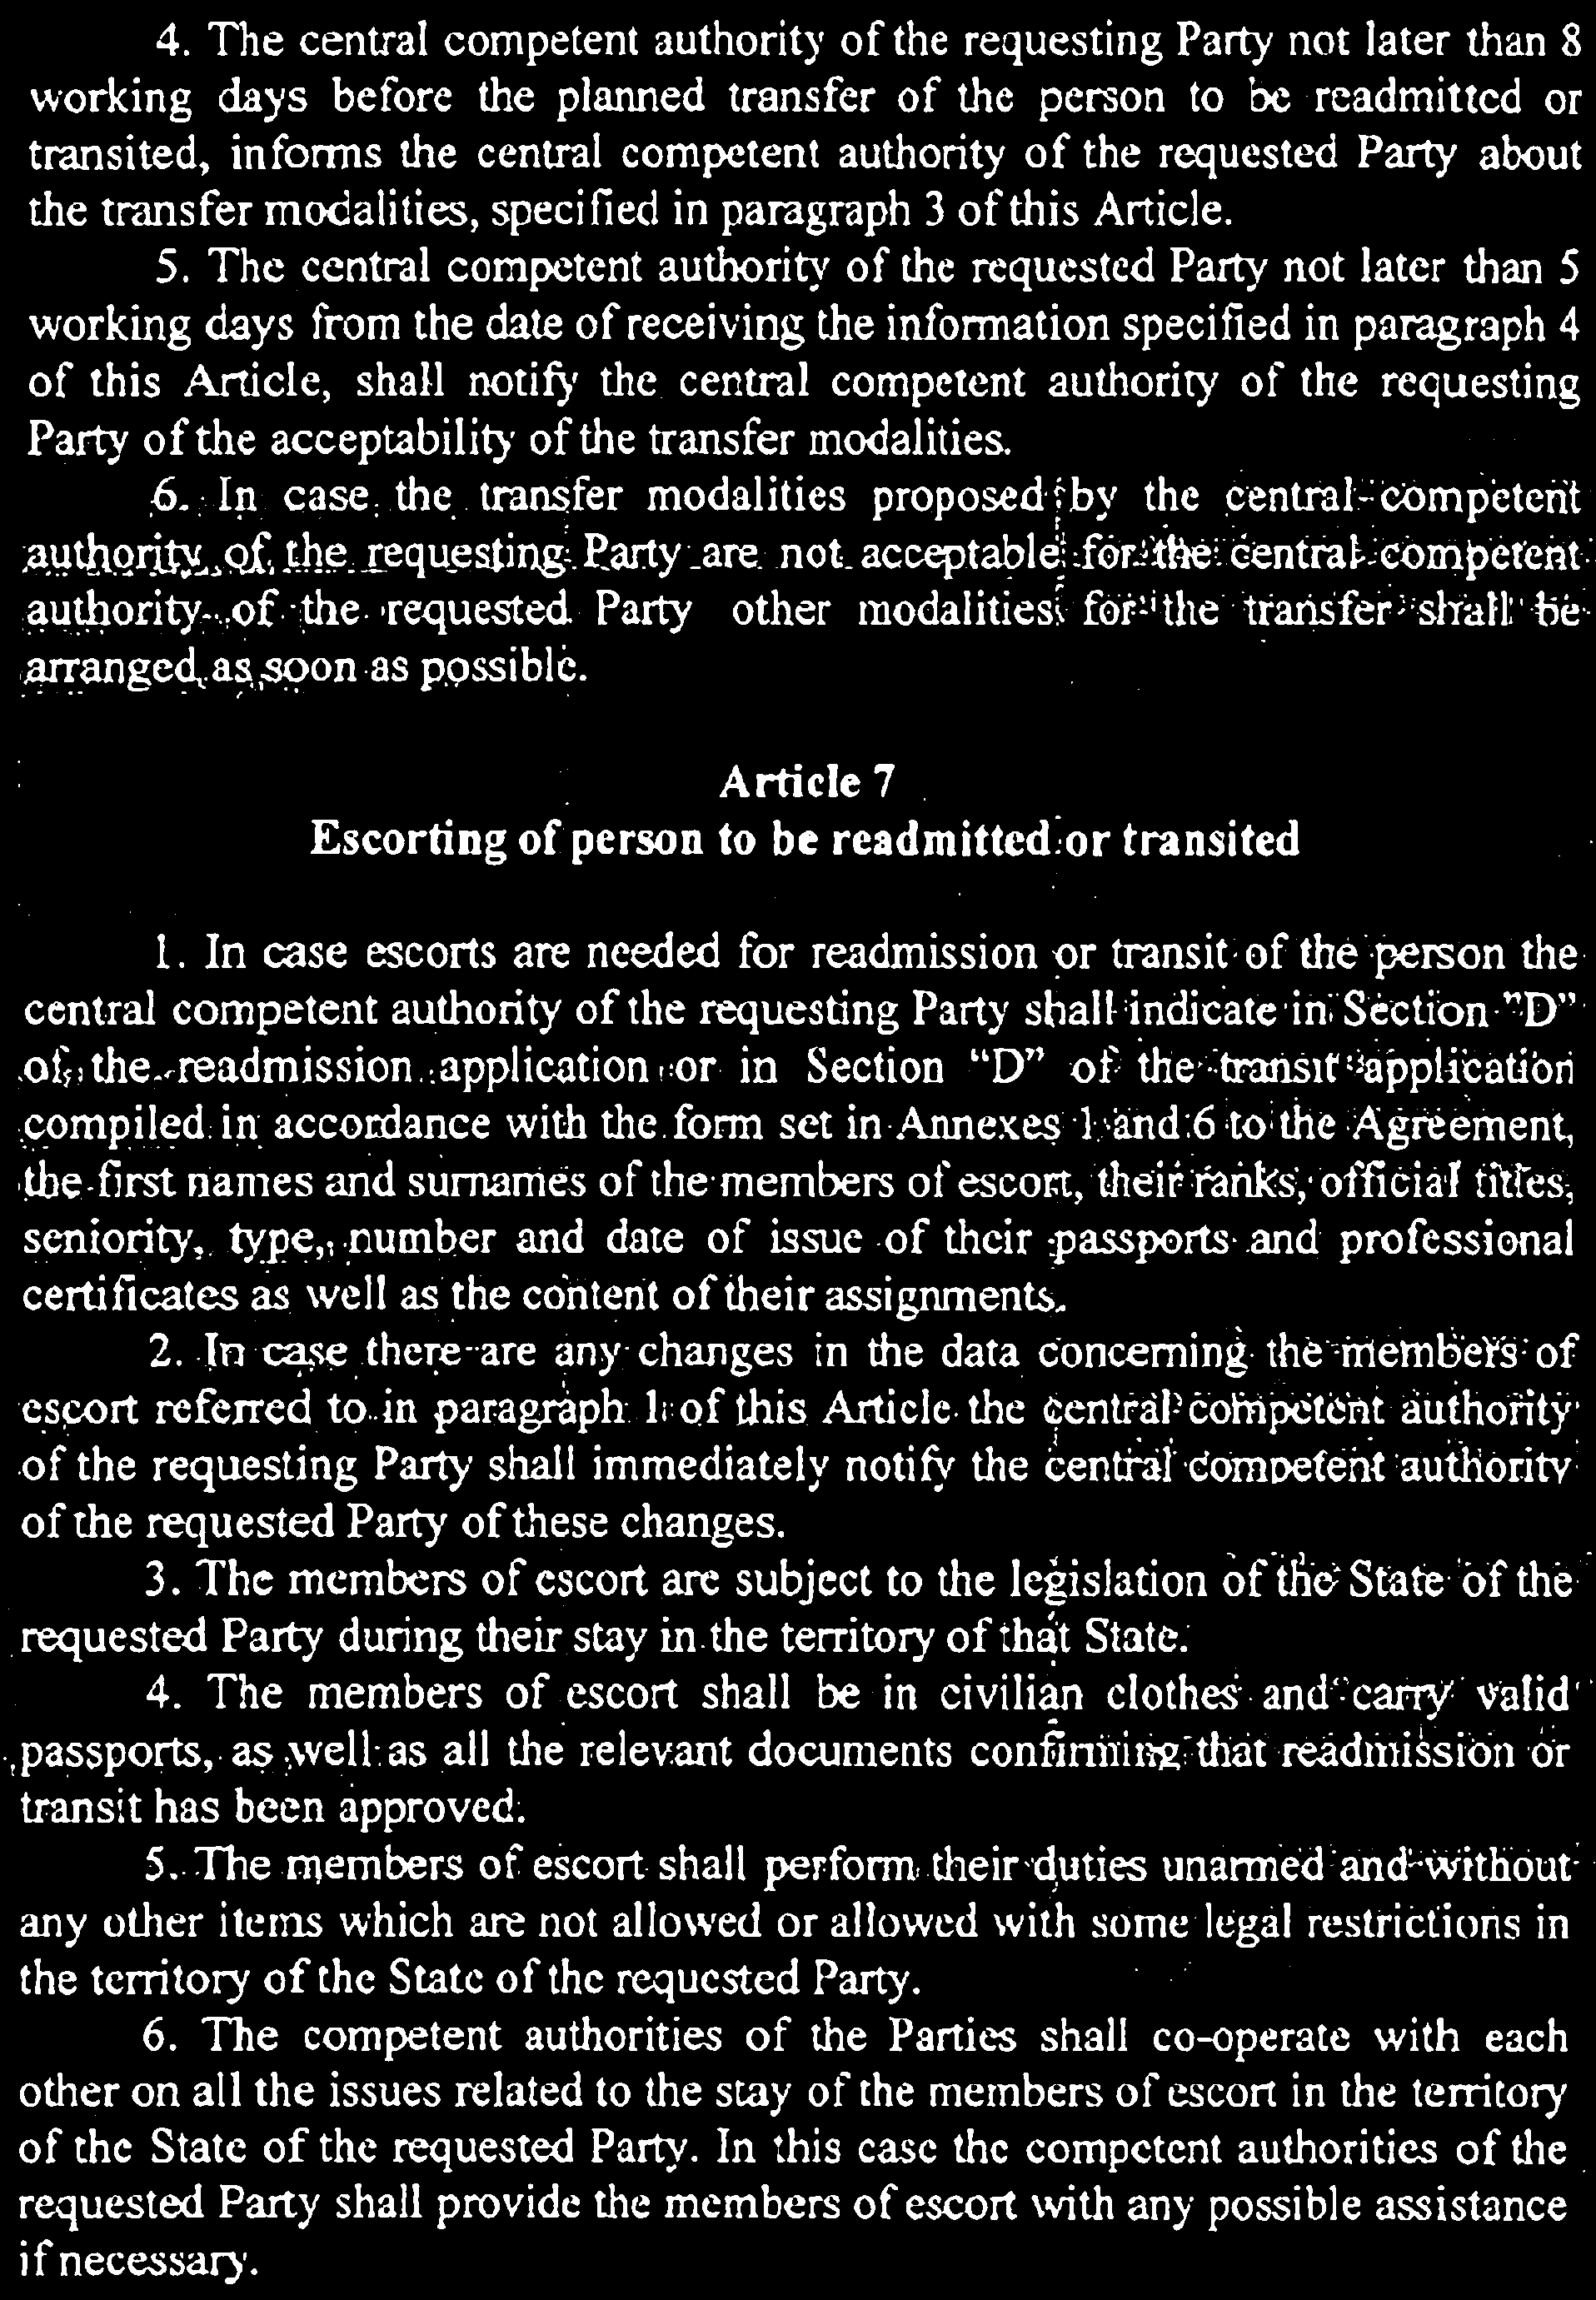 4. The central competent authority of the requesting Party not later than 8
working days before the planned transfer of the person to be readmitted or
transited, informs the central competent authority of the requested Party about
the transfer modalities, specified in paragraph 3 of this Article.
5. The central competent authority of the requested Party not later than 5
working days from the date of receiving the information specified in paragraph 4
of this Article, shall notify the central competent authority of the requesting
Party of the acceptability of the transfer modalities.
6. In case the transfer modalities proposed by the central competent
authority of the requesting Party are not acceptable for the central competent
authority of the requested Party other modalities for the transfer shall be
arranged as soon as possible.
Article 7
Escorting of person to be readmitted or transited
1. In case escorts are needed for readmission or transit of the person the
central competent authority of the requesting Party shall indicate in Section "D"
of the readmission application or in Section “D” of the transit application
compiled in accordance with the form set in Annexes 1 and 6 to the Agreement,
the first names and surnames of the members of escort, their ranks, official titles,
seniority, type, number and date of issue of their passports and professional
certificates as well as the content of their assignments.
2. In case there are any changes in the data concerning the members of
escort referred to in paragraph 1 of this Article the central competent authority
of the requesting Party shall immediately notify the central competent authority
of the requested Party of these changes.
3. The members of escort are subject to the legislation of the State of the
requested Party during their stay in the territory of that State.
4. The members of escort shall be in civilian clothes and carry valid
passports, as well as all the relevant documents confirming that readmission or
transit has been approved.
5. The members of escort shall perform their duties unarmed and without
any other items which are not allowed or allowed with some legal restrictions in
the territory of the State of the requested Party.
6. The competent authorities of the Parties shall co-operate with each
other on all the issues related to the stay of the members of escort in the territory
of the State of the requested Party. In this case the competent authorities of the
requested Party shall provide the members of escort with any possible assistance
if necessary.